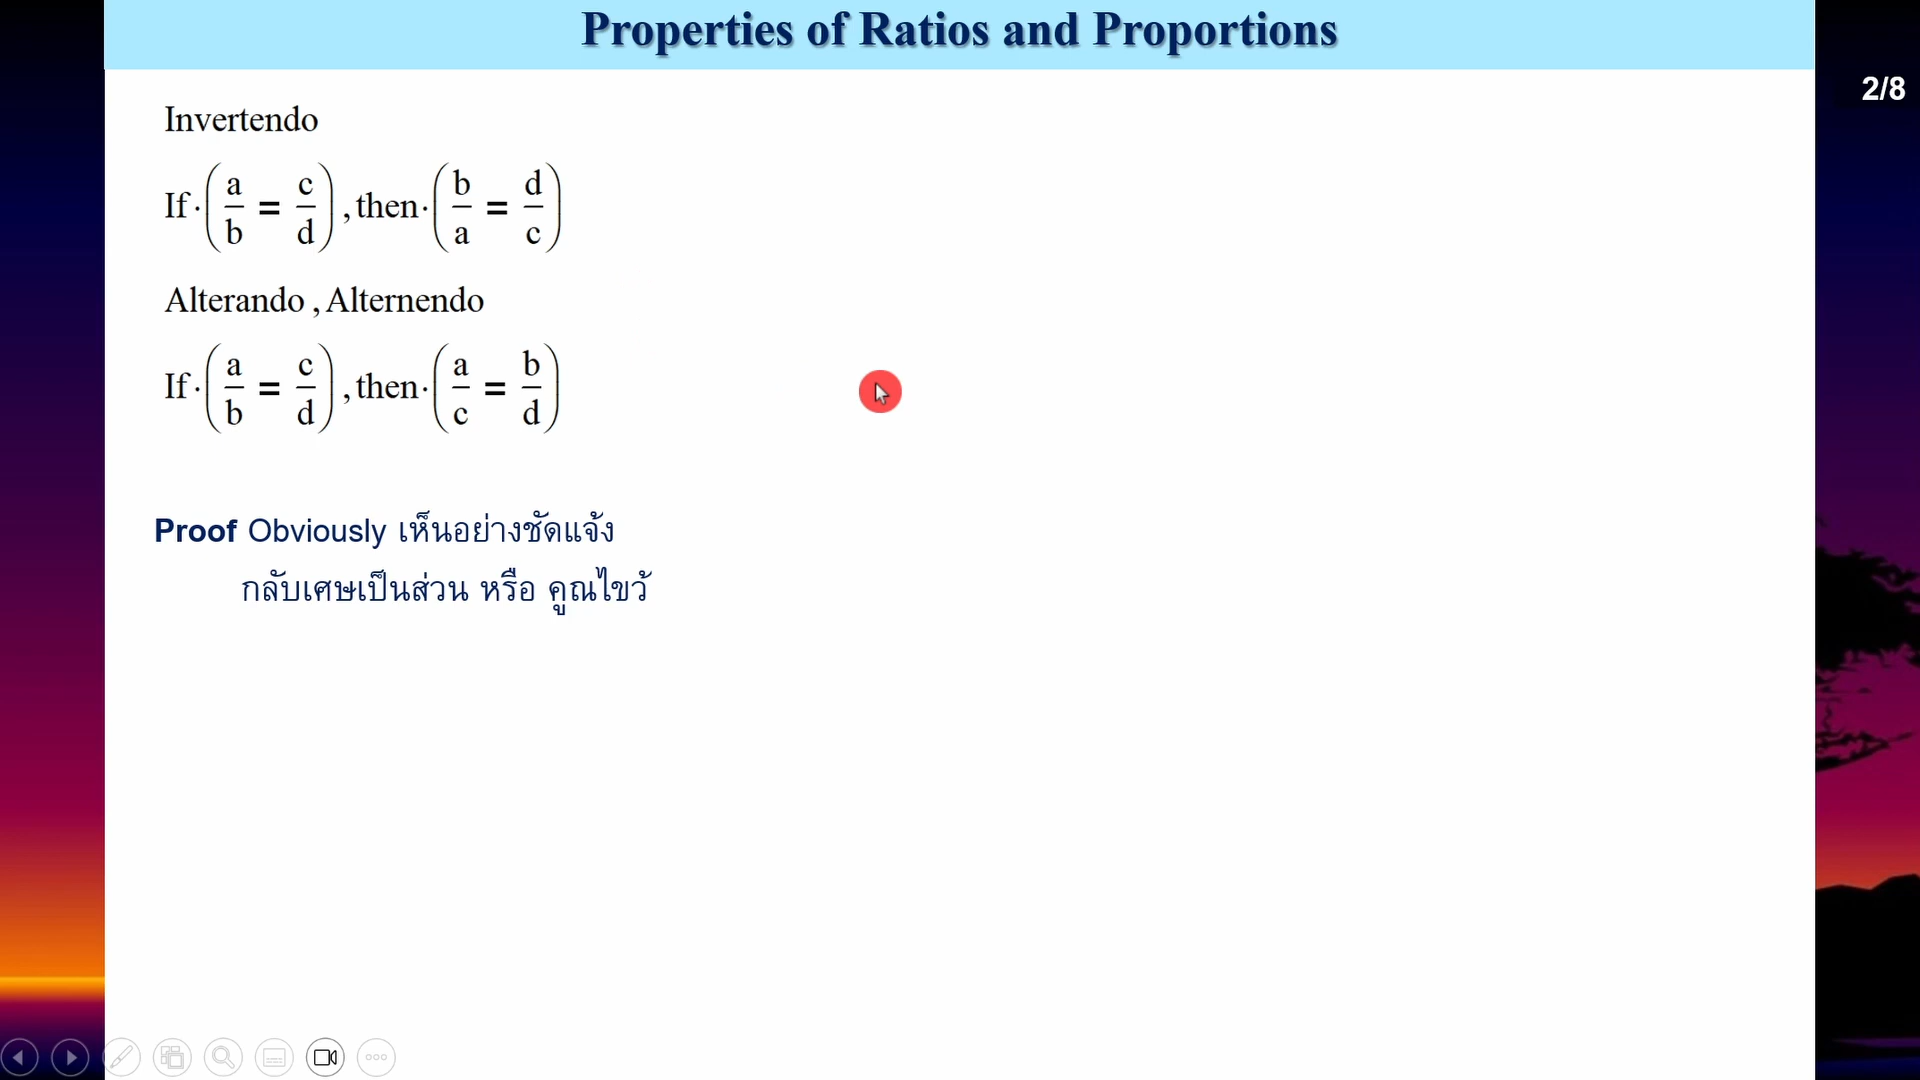 Properties of Ratios and Proportions
2/8
Invertendo
If·(a/b = c/d), then·(b/a = d/c)
Alterando , Alternendo
If·(a/b = c/d), then·(a/c = b/d)
Proof Obviously เห็นอย่างชัดแจ้ง
กลับเศษเป็นส่วน หรือ คูณไขว้